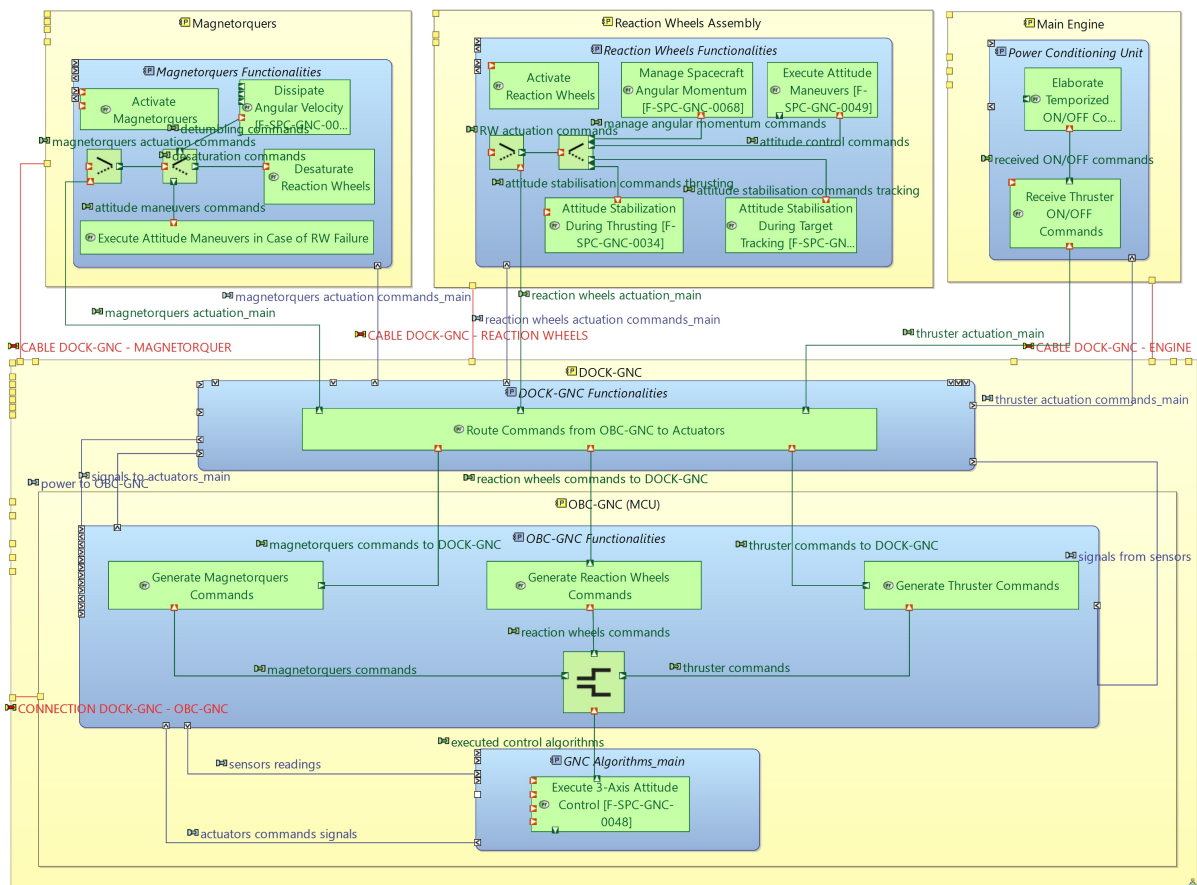 Magnetorquers
Magnetorquers Functionalities
Activate
Magnetorquers
Dissipate
Angular Velocity
[F-SPC-GNC-00...
detumbling commands
magnetorquers actuation commands
desaturation commands
Desaturate
Reaction Wheels
attitude maneuvers commands
Execute Attitude Maneuvers in Case of RW Failure
Reaction Wheels Assembly
Reaction Wheels Functionalities
Activate
Reaction Wheels
Manage Spacecraft
Angular Momentum
[F-SPC-GNC-0068]
Execute Attitude
Maneuvers [F-
SPC-GNC-0049]
RW actuation commands
manage angular momentum commands
attitude control commands
attitude stabilisation commands thrusting
attitude stabilisation commands tracking
Attitude Stabilization
During Thrusting [F-
SPC-GNC-0034]
Attitude Stabilisation
During Target
Tracking [F-SPC-GN...
Main Engine
Power Conditioning Unit
Elaborate
Temporized
ON/OFF Co...
received ON/OFF commands
Receive Thruster
ON/OFF
Commands
magnetorquers actuation commands_main
magnetorquers actuation_main
reaction wheels actuation_main
reaction wheels actuation commands_main
thruster actuation_main
CABLE DOCK-GNC - MAGNETORQUER
CABLE DOCK-GNC - REACTION WHEELS
CABLE DOCK-GNC - ENGINE
DOCK-GNC
DOCK-GNC Functionalities
thruster actuation commands_main
Route Commands from OBC-GNC to Actuators
signals to actuators_main
power to OBC-GNC
reaction wheels commands to DOCK-GNC
OBC-GNC (MCU)
OBC-GNC Functionalities
magnetorquers commands to DOCK-GNC
thruster commands to DOCK-GNC
signals from sensors
Generate Magnetorquers
Commands
Generate Reaction Wheels
Commands
Generate Thruster Commands
reaction wheels commands
magnetorquers commands
thruster commands
CONNECTION DOCK-GNC - OBC-GNC
executed control algorithms
sensors readings
GNC Algorithms_main
Execute 3-Axis Attitude
Control [F-SPC-GNC-
0048]
actuators commands signals